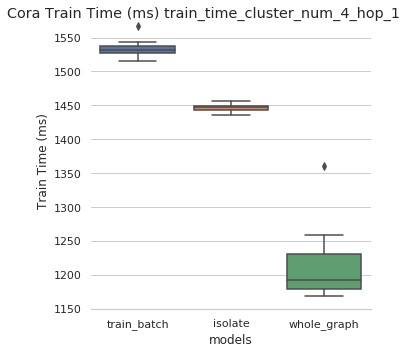 Cora Train Time (ms) train_time_cluster_num_4_hop_1
1550
1500
1450
1400
1350
1300
1250
1200
1150
Train Time (ms)
train_batch
isolate
whole_graph
models